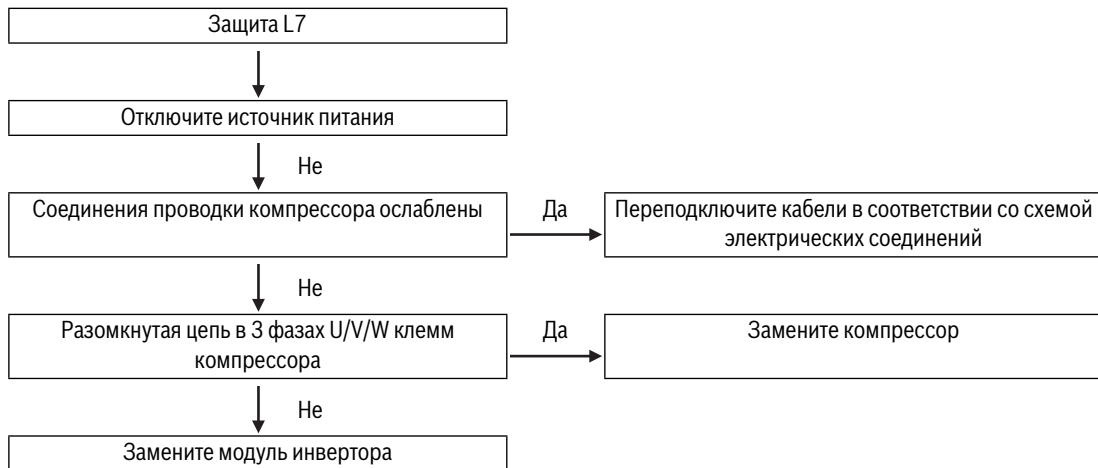 Защита L7
Отключите источник питания
Не
Соединения проводки компрессора ослаблены
Да
Переподключите кабели в соответствии со схемой
электрических соединений
Не
Разомкнутая цепь в 3 фазах U/V/W клемм
компрессора
Да
Замените компрессор
Не
Замените модуль инвертора